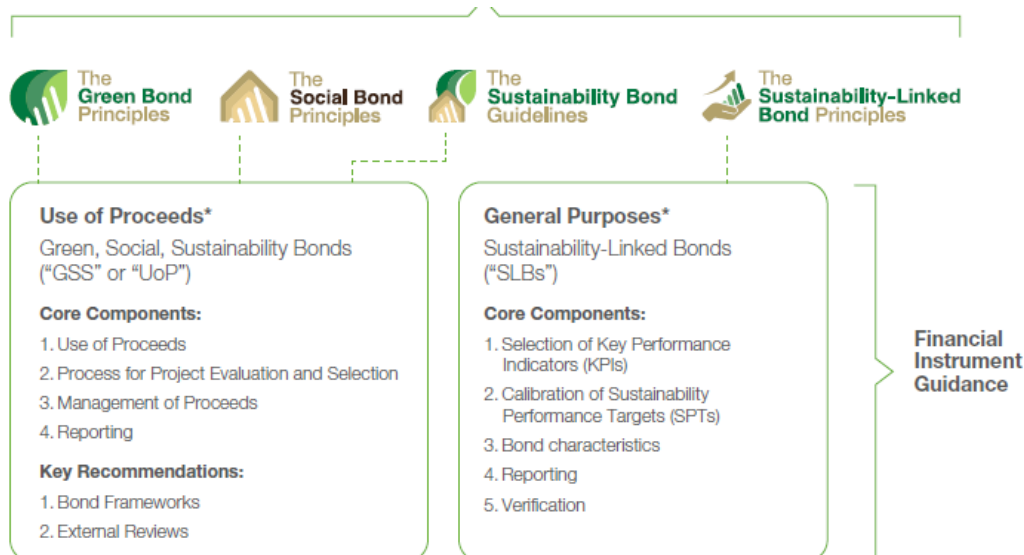 The
Green Bond
Principles
The
Social Bond
Principles
The
Sustainability Bond
Guidelines
The
Sustainability-Linked
Bond Principles
Use of Proceeds*
Green, Social, Sustainability Bonds
(“GSS” or “UoP”)
Core Components:
1. Use of Proceeds
2. Process for Project Evaluation and Selection
3. Management of Proceeds
4. Reporting
Key Recommendations:
1. Bond Frameworks
2. External Reviews
General Purposes*
Sustainability-Linked Bonds
(“SLBs”)
Core Components:
1. Selection of Key Performance
Indicators (KPIs)
2. Calibration of Sustainability
Performance Targets (SPTs)
3. Bond characteristics
4. Reporting
5. Verification
Financial
Instrument
Guidance